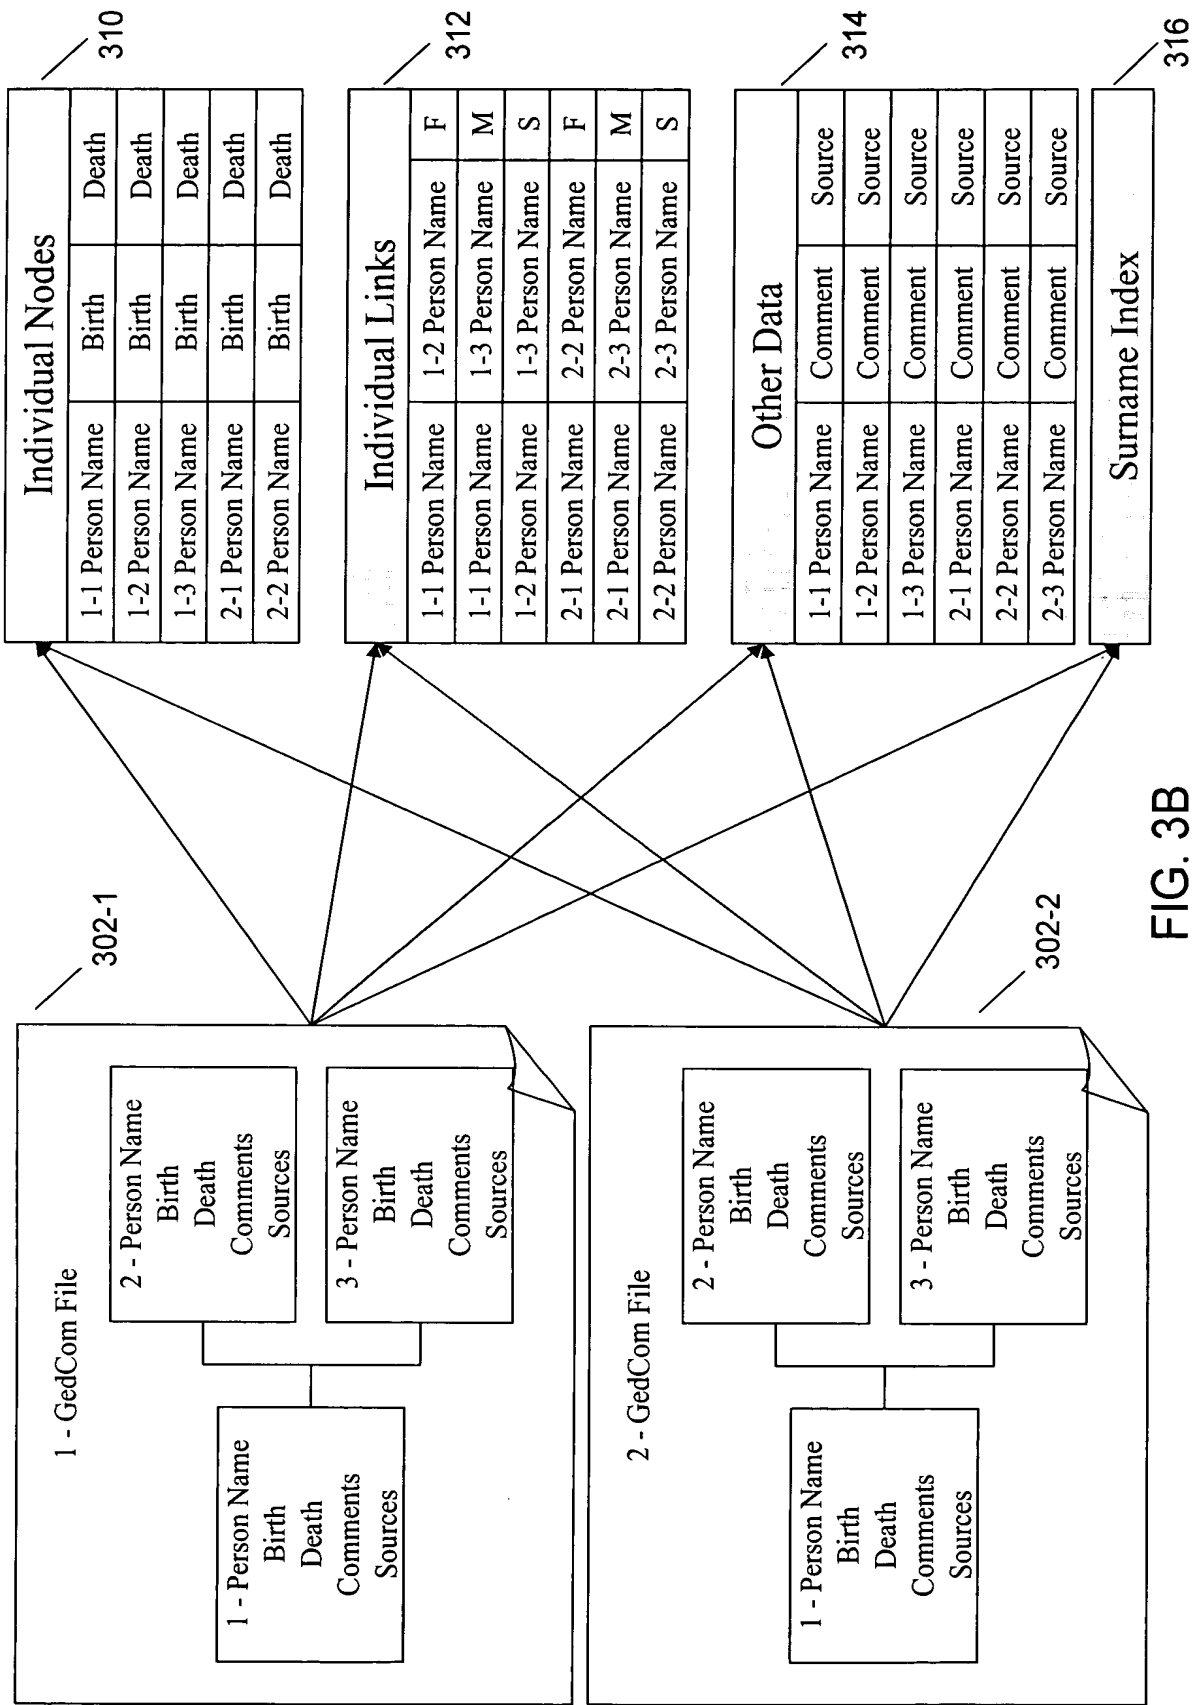 302-1
1 - GedCom File
1 - Person Name
Birth
Death
Comments
Sources
2 - Person Name
Birth
Death
Comments
Sources
3 - Person Name
Birth
Death
Comments
Sources
302-2
2 - GedCom File
1 - Person Name
Birth
Death
Comments
Sources
2 - Person Name
Birth
Death
Comments
Sources
3 - Person Name
Birth
Death
Comments
Sources
310
Individual Nodes
1-1 Person Name Birth Death
1-2 Person Name Birth Death
1-3 Person Name Birth Death
2-1 Person Name Birth Death
2-2 Person Name Birth Death
312
Individual Links
1-1 Person Name 1-2 Person Name F
1-1 Person Name 1-3 Person Name M
1-2 Person Name 1-3 Person Name S
2-1 Person Name 2-2 Person Name F
2-1 Person Name 2-3 Person Name M
2-2 Person Name 2-3 Person Name S
314
Other Data
1-1 Person Name Comment Source
1-2 Person Name Comment Source
1-3 Person Name Comment Source
2-1 Person Name Comment Source
2-2 Person Name Comment Source
2-3 Person Name Comment Source
316
Surname Index
FIG. 3B